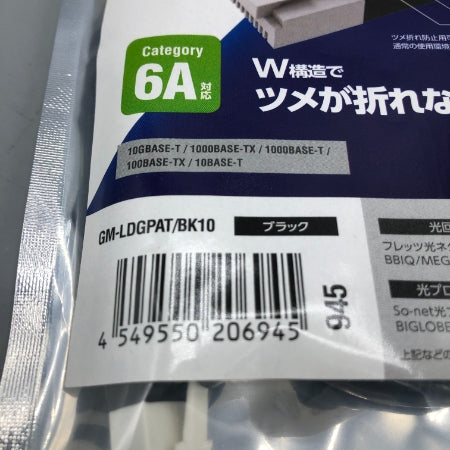 ツメ折れ防止用
通常の使用環境
Category
6A対応
W構造で
ツメが折れな
10GBASE-T / 1000BASE-TX / 1000BASE-T /
100BASE-TX / 10BASE-T
GM-LDGPAT/BK10 ブラック
4 549550 206945
945
光回
フレッツ光ネク
BBIQ/MEG
光プロ
So-net光
BIGLOBE
上記などの